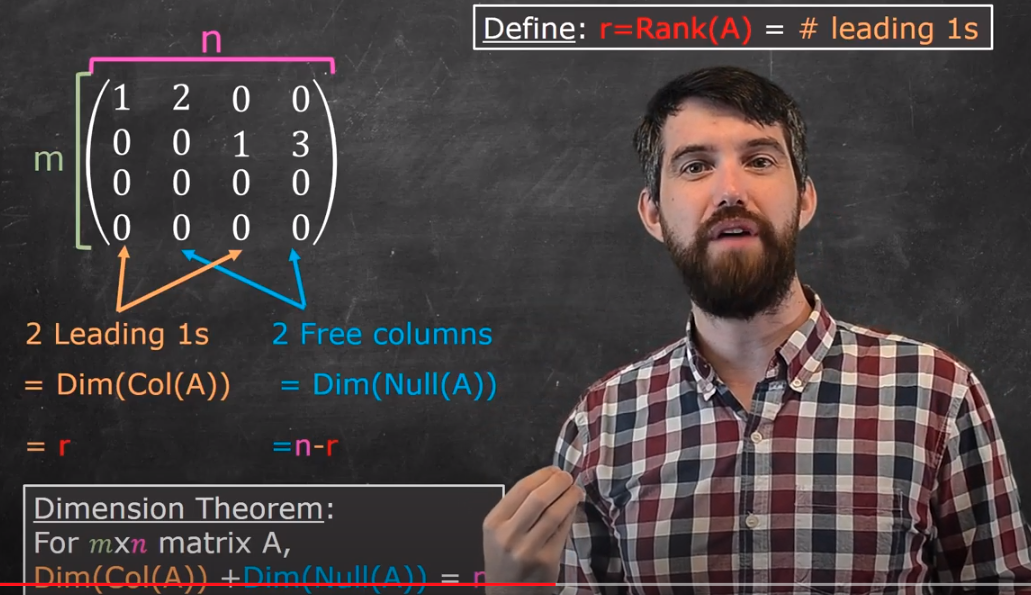 Define: r=Rank(A) = # leading 1s
n
m
1 2 0 0
0 0 1 3
0 0 0 0
0 0 0 0
2 Leading 1s
2 Free columns
= Dim(Col(A))
= Dim(Null(A))
= r
=n-r
Dimension Theorem:
For mxn matrix A,
Dim(Col(A)) +Dim(Null(A)) = n